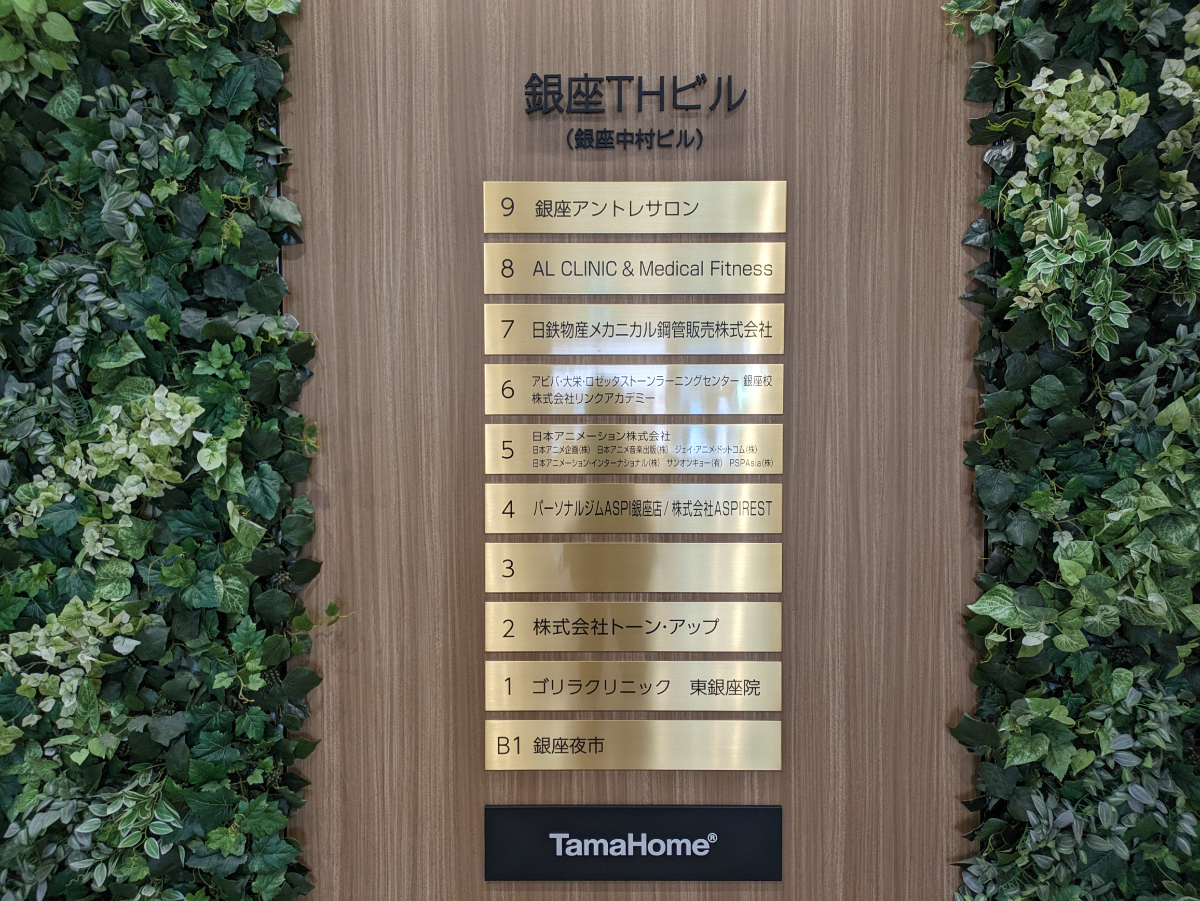 銀座THビル
(銀座中村ビル)
9 銀座アントレサロン
8 AL CLINIC & Medical Fitness
7 日鉄物産メカニカル鋼管販売株式会社
6 アビバ・大栄・ロゼッタストーンラーニングセンター 銀座校
株式会社リンクアカデミー
5 日本アニメーション株式会社
日本アニメ企画(株) 日本アニメ音楽出版(株) ジェイ・アニメ・ドットコム(株)
日本アニメーション・インターナショナル(株) サンオンキョー(有) PSPAsia(株)
4 パーソナルジムASPI銀座店 / 株式会社ASPIREST
3
2 株式会社トーン・アップ
1 ゴリラクリニック 東銀座院
B1 銀座夜市
TamaHome®